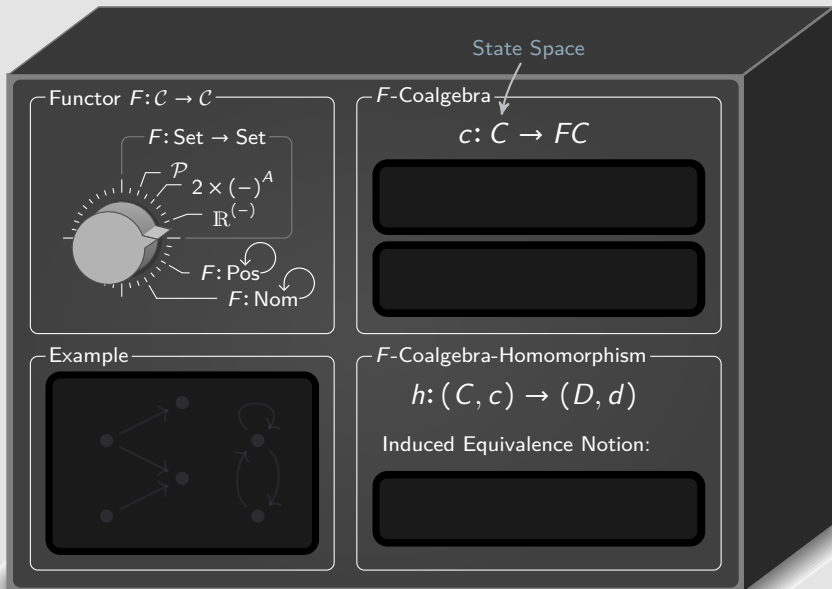 State Space
Functor F: 𝒞 → 𝒞
F: Set → Set
𝒫
2 × (−)^A
ℝ^(−)
F: Pos
F: Nom
F-Coalgebra
c: C → FC
Example
F-Coalgebra-Homomorphism
h: (C, c) → (D, d)
Induced Equivalence Notion: